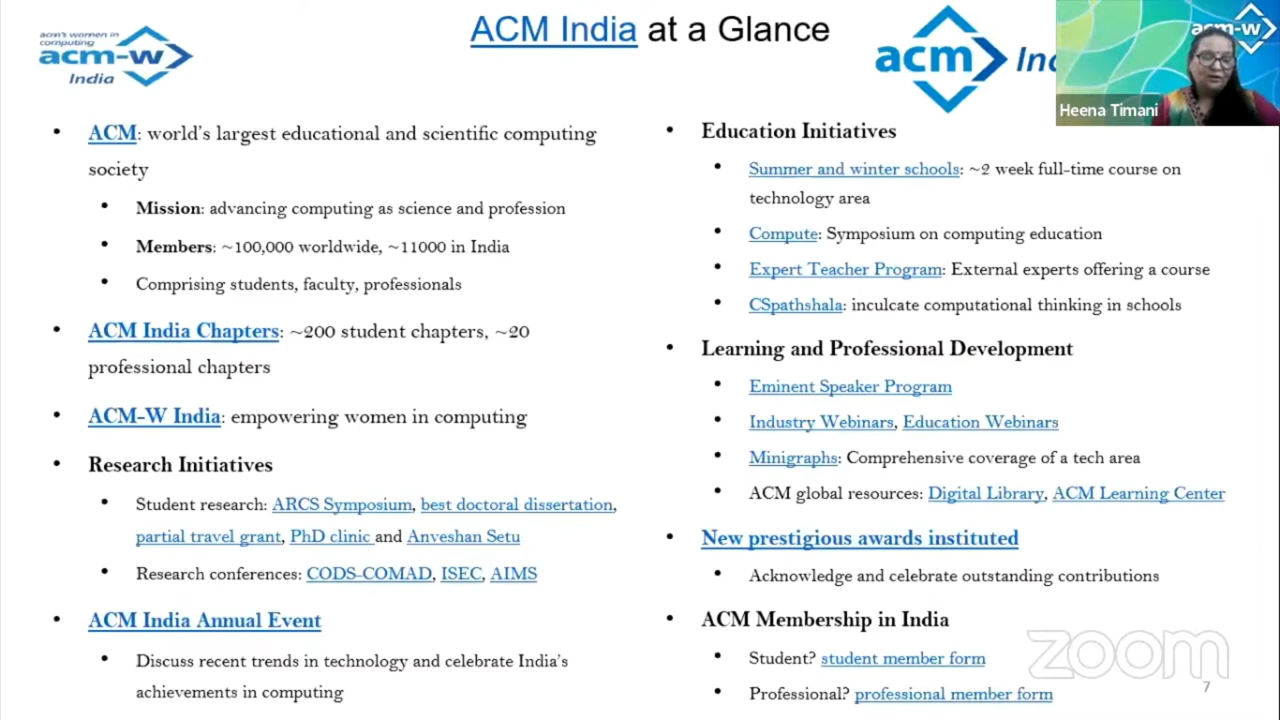 acm's women in
computing
acm-w
India
ACM India at a Glance
acm
acm-w
Heena Timani
ACM: world's largest educational and scientific computing
society
Mission: advancing computing as science and profession
Members: ~100,000 worldwide, ~11000 in India
Comprising students, faculty, professionals
ACM India Chapters: ~200 student chapters, ~20
professional chapters
ACM-W India: empowering women in computing
Research Initiatives
Student research: ARCS Symposium, best doctoral dissertation,
partial travel grant, PhD clinic and Anveshan Setu
Research conferences: CODS-COMAD, ISEC, AIMS
ACM India Annual Event
Discuss recent trends in technology and celebrate India's
achievements in computing
Education Initiatives
Summer and winter schools: ~2 week full-time course on
technology area
Compute: Symposium on computing education
Expert Teacher Program: External experts offering a course
CSpathshala: inculcate computational thinking in schools
Learning and Professional Development
Eminent Speaker Program
Industry Webinars, Education Webinars
Minigraphs: Comprehensive coverage of a tech area
ACM global resources: Digital Library, ACM Learning Center
New prestigious awards instituted
Acknowledge and celebrate outstanding contributions
ACM Membership in India
Student? student member form
Professional? professional member form
zoom
7